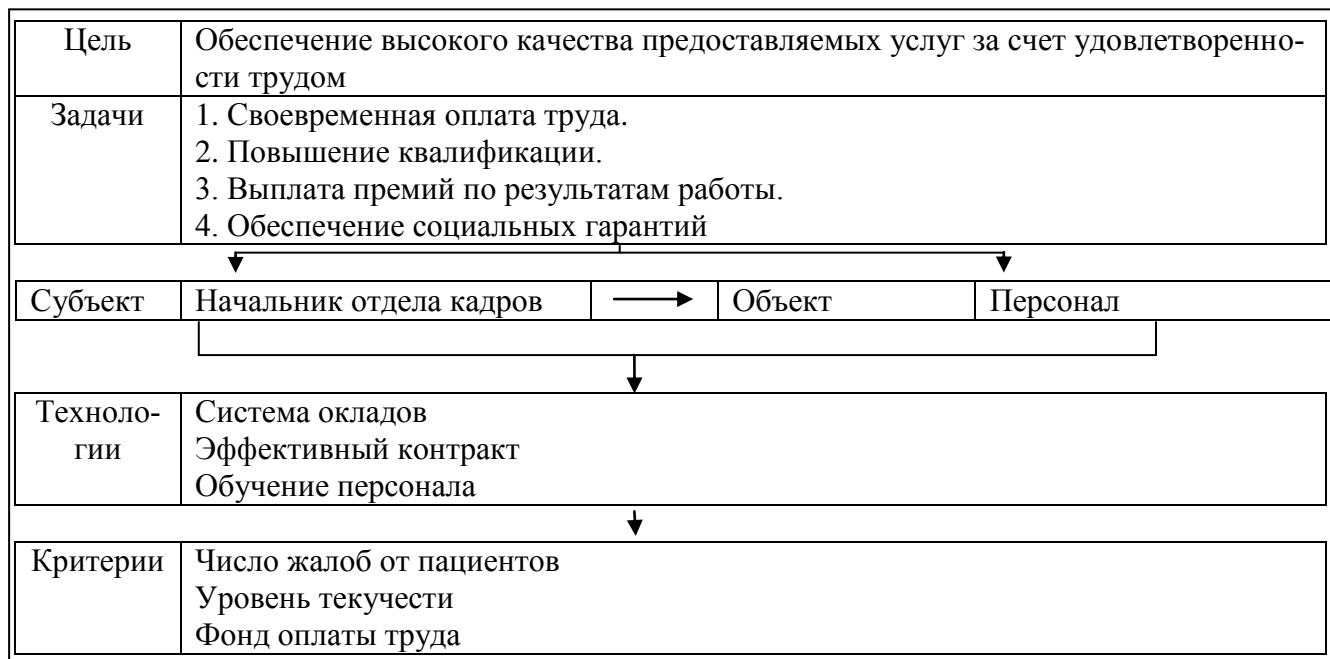 Цель
Обеспечение высокого качества предоставляемых услуг за счет удовлетворенно-
сти трудом
Задачи
1. Своевременная оплата труда.
2. Повышение квалификации.
3. Выплата премий по результатам работы.
4. Обеспечение социальных гарантий
Субъект Начальник отдела кадров Объект Персонал
Техноло-
гии
Система окладов
Эффективный контракт
Обучение персонала
Критерии
Число жалоб от пациентов
Уровень текучести
Фонд оплаты труда